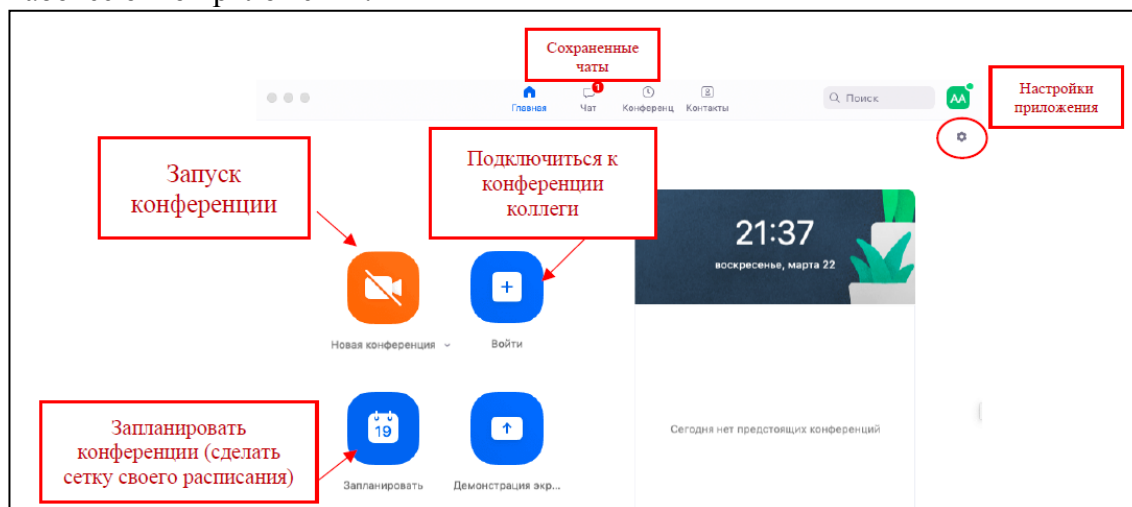 Сохраненные
чаты
Настройки
приложения
1
Главная
Чат
Конференц
Контакты
Поиск
АА
Запуск
конференции
Подключиться к
конференции
коллеги
21:37
воскресенье, марта 22
Новая конференция
Войти
Запланировать
конференции (сделать
сетку своего расписания)
19
Сегодня нет предстоящих конференций
Запланировать
Демонстрация экр...